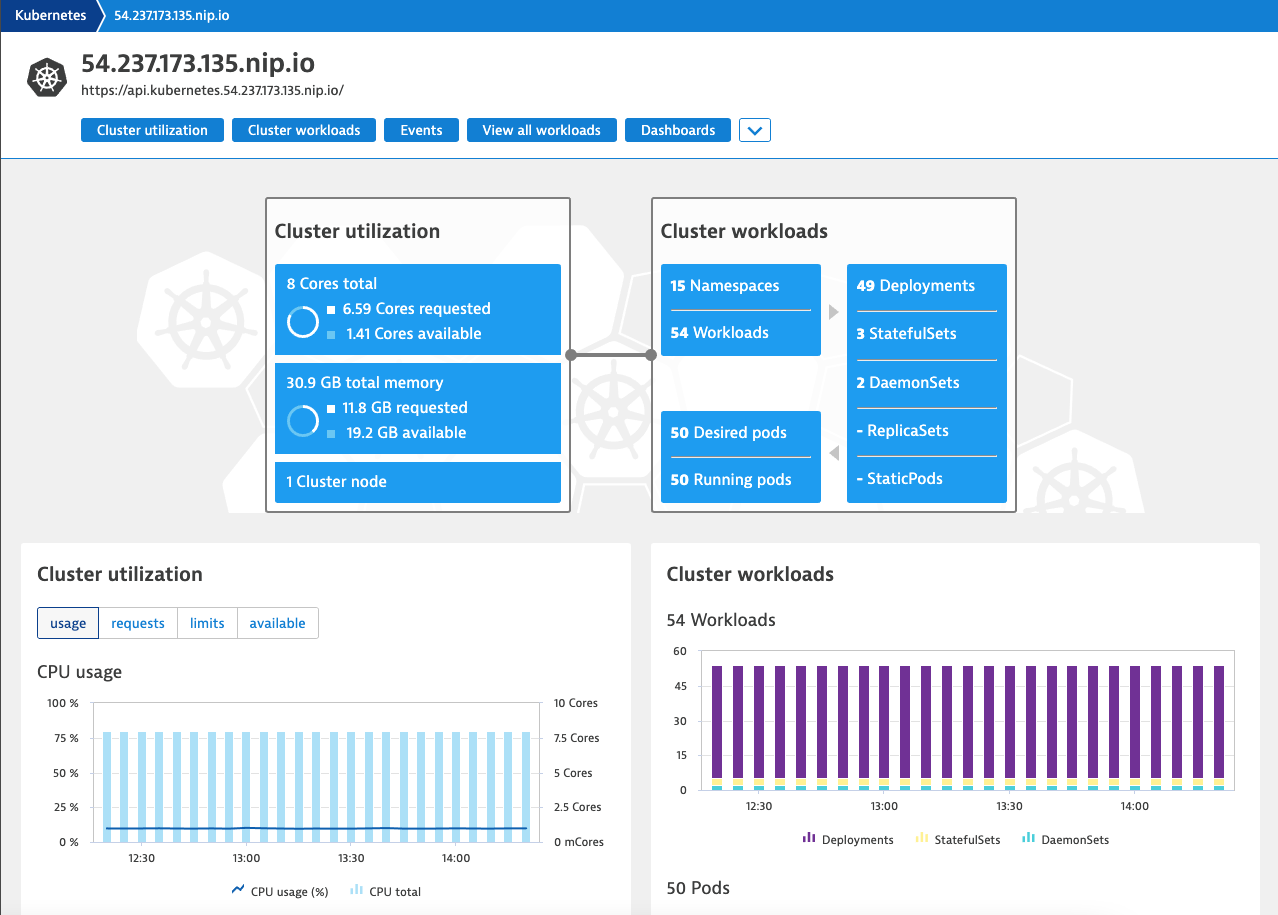 Kubernetes 54.237.173.135.nip.io
54.237.173.135.nip.io
https://api.kubernetes.54.237.173.135.nip.io/
Cluster utilization Cluster workloads Events View all workloads Dashboards
Cluster utilization
8 Cores total
6.59 Cores requested
1.41 Cores available
30.9 GB total memory
11.8 GB requested
19.2 GB available
1 Cluster node
Cluster workloads
15 Namespaces
54 Workloads
49 Deployments
3 StatefulSets
2 DaemonSets
- ReplicaSets
- StaticPods
50 Desired pods
50 Running pods
Cluster utilization
usage requests limits available
CPU usage
100 % 10 Cores
75 % 7.5 Cores
50 % 5 Cores
25 % 2.5 Cores
0 % 0 mCores
12:30 13:00 13:30 14:00
CPU usage (%) CPU total
Cluster workloads
54 Workloads
60
45
30
15
0
12:30 13:00 13:30 14:00
Deployments StatefulSets DaemonSets
50 Pods